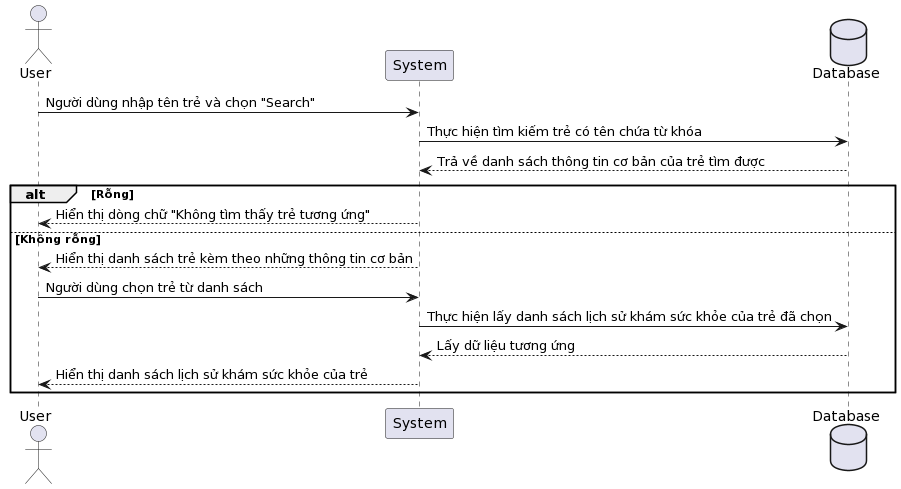 User
System
Database
Người dùng nhập tên trẻ và chọn "Search"
Thực hiện tìm kiếm trẻ có tên chứa từ khóa
Trả về danh sách thông tin cơ bản của trẻ tìm được
alt [Rỗng]
Hiển thị dòng chữ "Không tìm thấy trẻ tương ứng"
[Không rỗng]
Hiển thị danh sách trẻ kèm theo những thông tin cơ bản
Người dùng chọn trẻ từ danh sách
Thực hiện lấy danh sách lịch sử khám sức khỏe của trẻ đã chọn
Lấy dữ liệu tương ứng
Hiển thị danh sách lịch sử khám sức khỏe của trẻ
User
System
Database